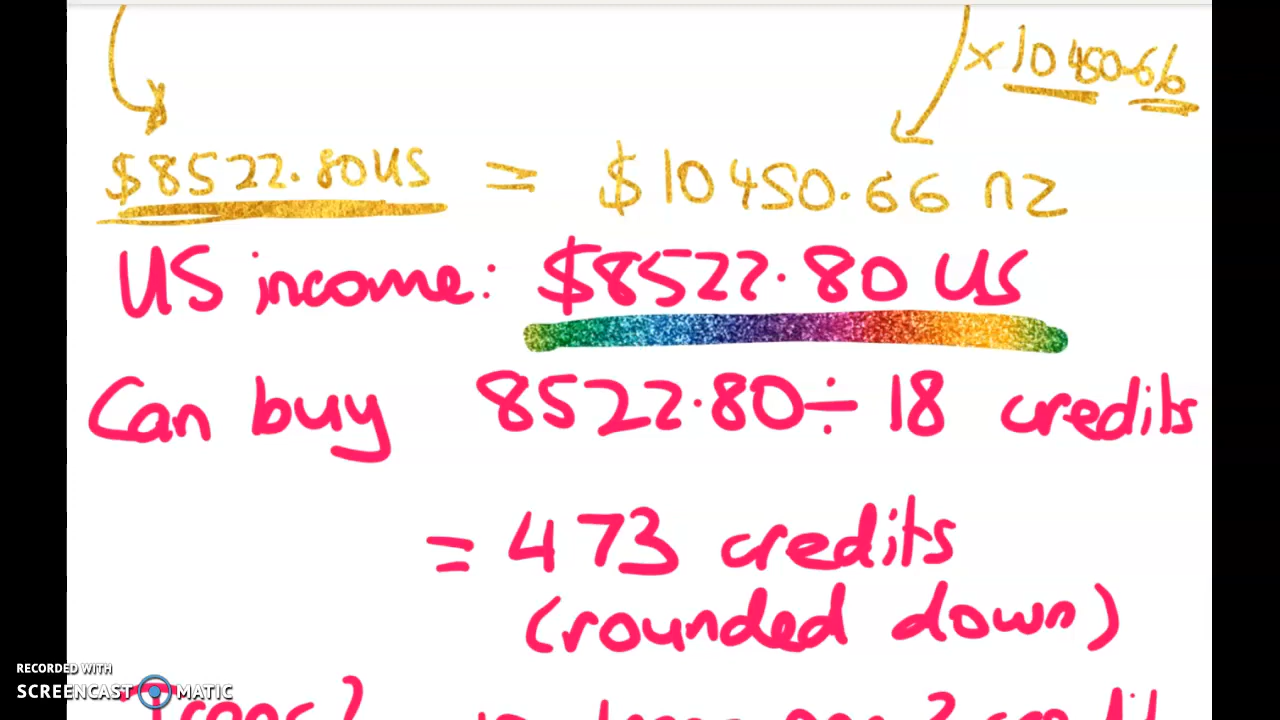 ×10450.66
$8522.80US = $10450.66 nz
US income: $8522.80 US
Can buy 8522.80÷ 18 credits
= 473 credits
(rounded down)
RECORDED WITH
SCREENCAST MATIC